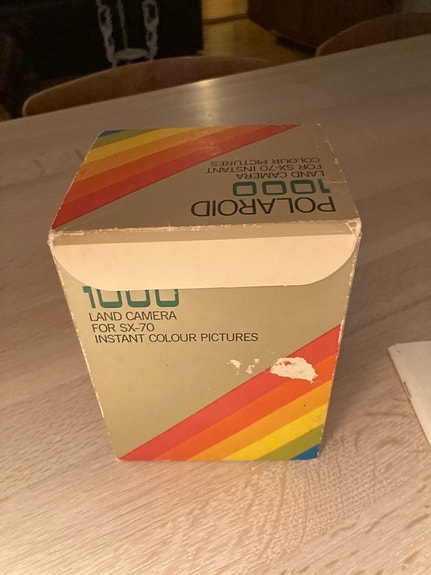 POLAROID
1000
LAND CAMERA
FOR SX-70 INSTANT
COLOUR PICTURES
1000
LAND CAMERA
FOR SX-70
INSTANT COLOUR PICTURES